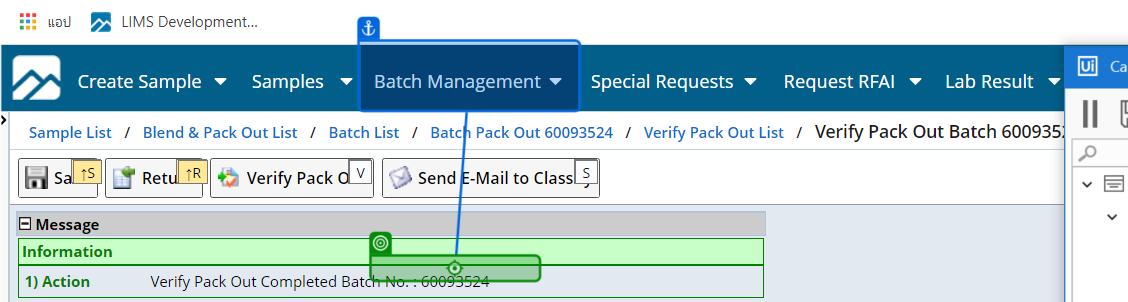 แอป LIMS Development...
Create Sample Samples Batch Management Special Requests Request RFAI Lab Result
Ui Ca
Sample List / Blend & Pack Out List / Batch List / Batch Pack Out 60093524 / Verify Pack Out List / Verify Pack Out Batch 6009352
Sa ↑S Retu ↑R Verify Pack O V Send E-Mail to Class S y
Message
Information
1) Action Verify Pack Out Completed Batch No. : 60093524